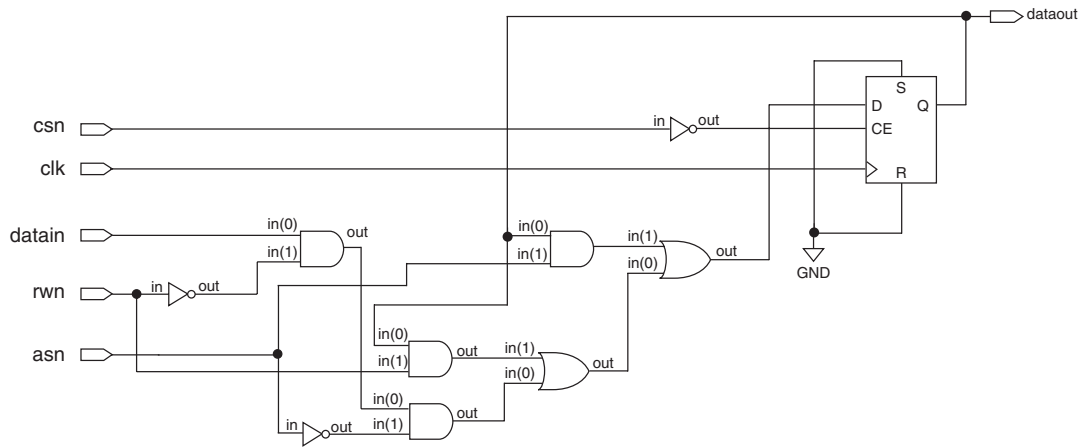 dataout
S
D Q
csn in out CE
clk R
in(0) out
datain in(1)
in(0)
in(1) out
in(1)
in(0) out
GND
rwn in out
asn
in(0)
in(1) out
in(1)
in(0) out
in(0)
in(1) out
in out